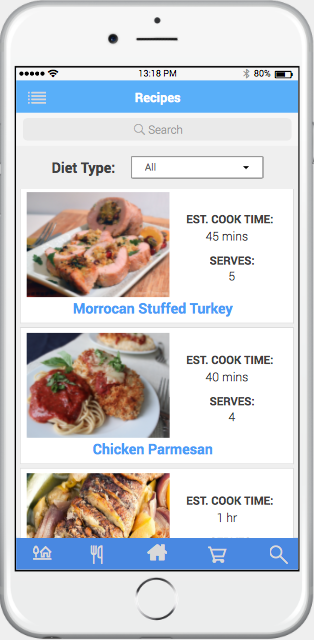 13:18 PM
80%
Recipes
Search
Diet Type:
All
EST. COOK TIME:
45 mins
SERVES:
5
Morrocan Stuffed Turkey
EST. COOK TIME:
40 mins
SERVES:
4
Chicken Parmesan
EST. COOK TIME:
1 hr